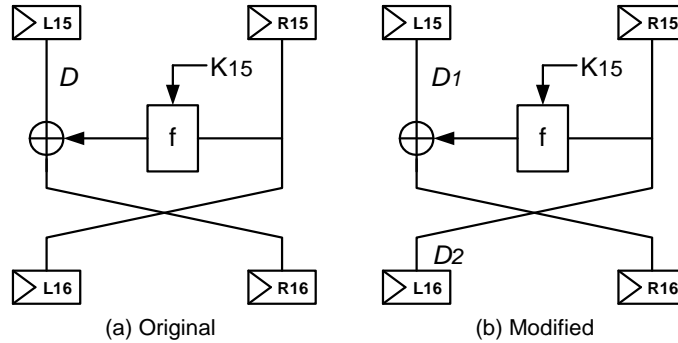 L15 R15 L15 R15
K15 K15
D D1
f f
D2
L16 R16 L16 R16
(a) Original (b) Modified